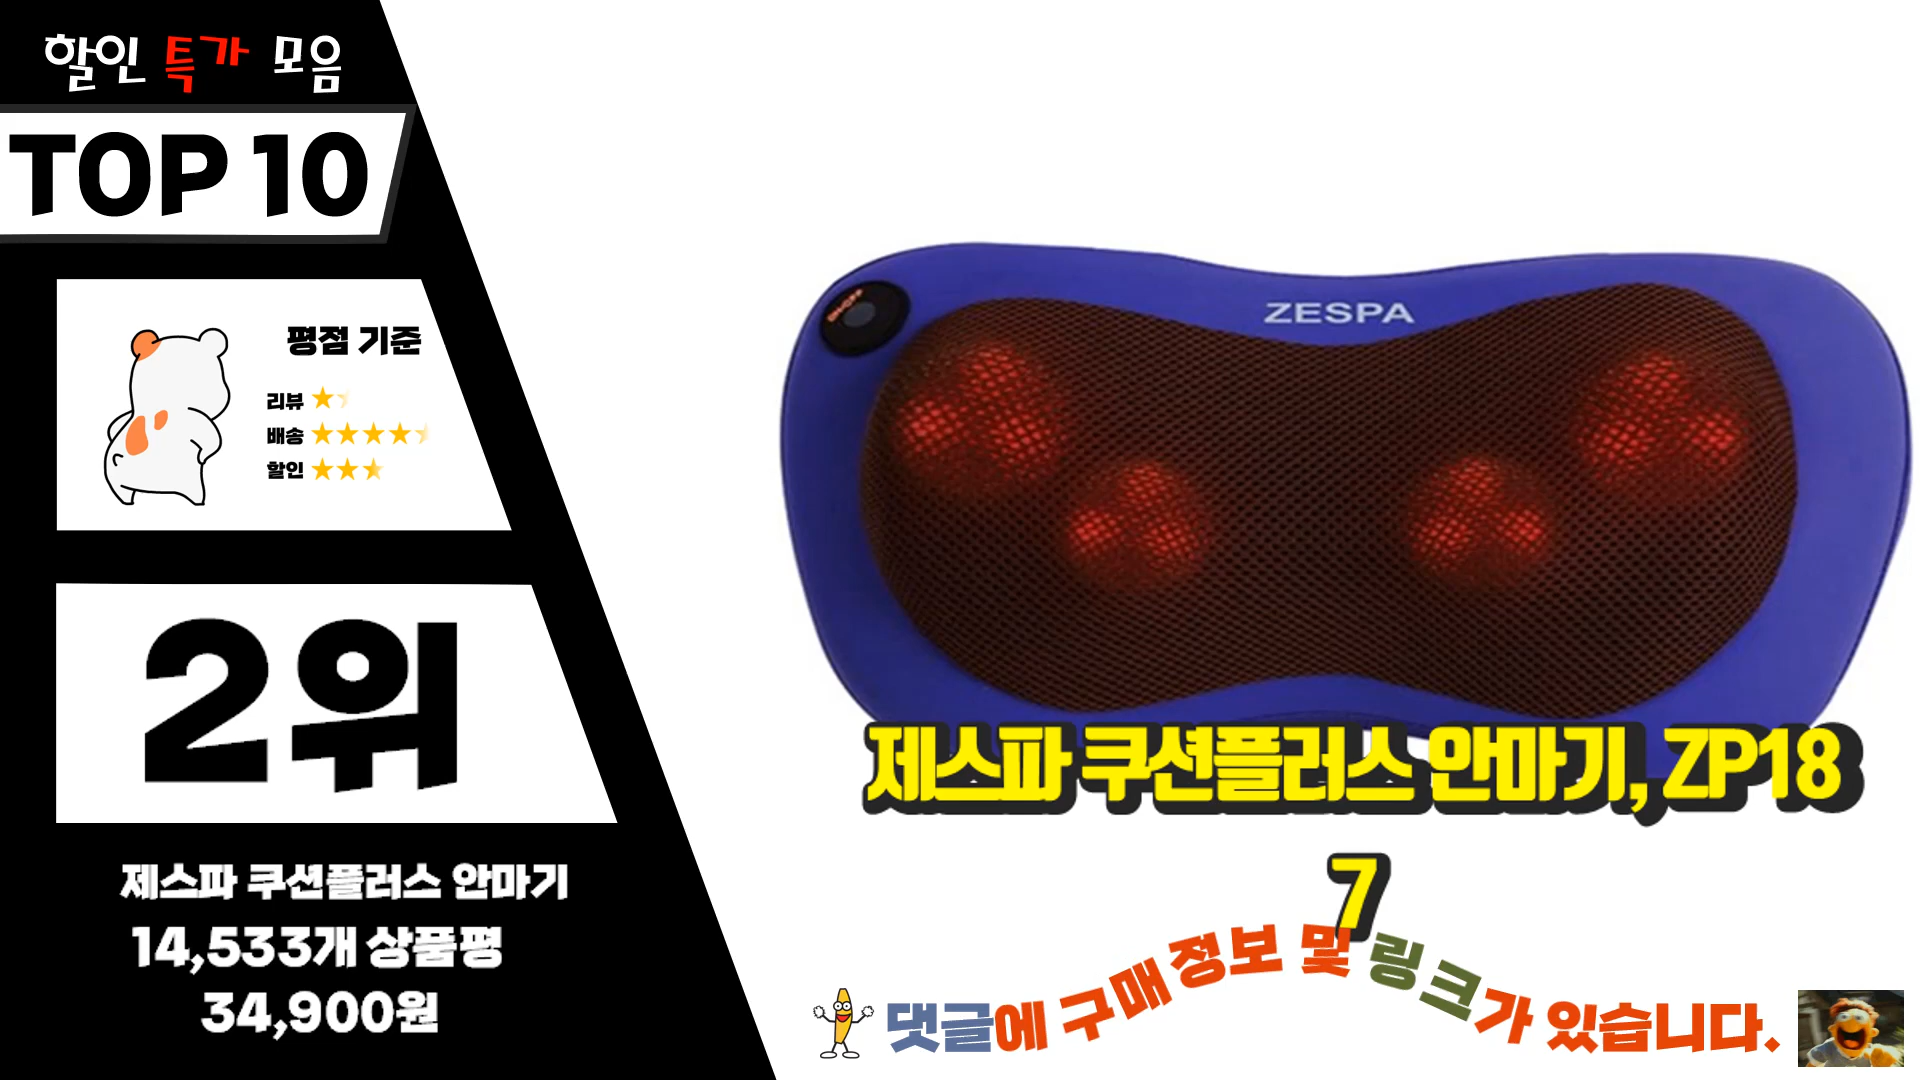 할인 특가 모음
TOP 10
평점 기준
리뷰
배송
할인
2위
제스파 쿠션플러스 안마기
14,533개 상품평
34,900원
ON/OFF
ZESPA
제스파 쿠션플러스 안마기, ZP18
7
댓글에 구매 정보 및 링크가 있습니다.